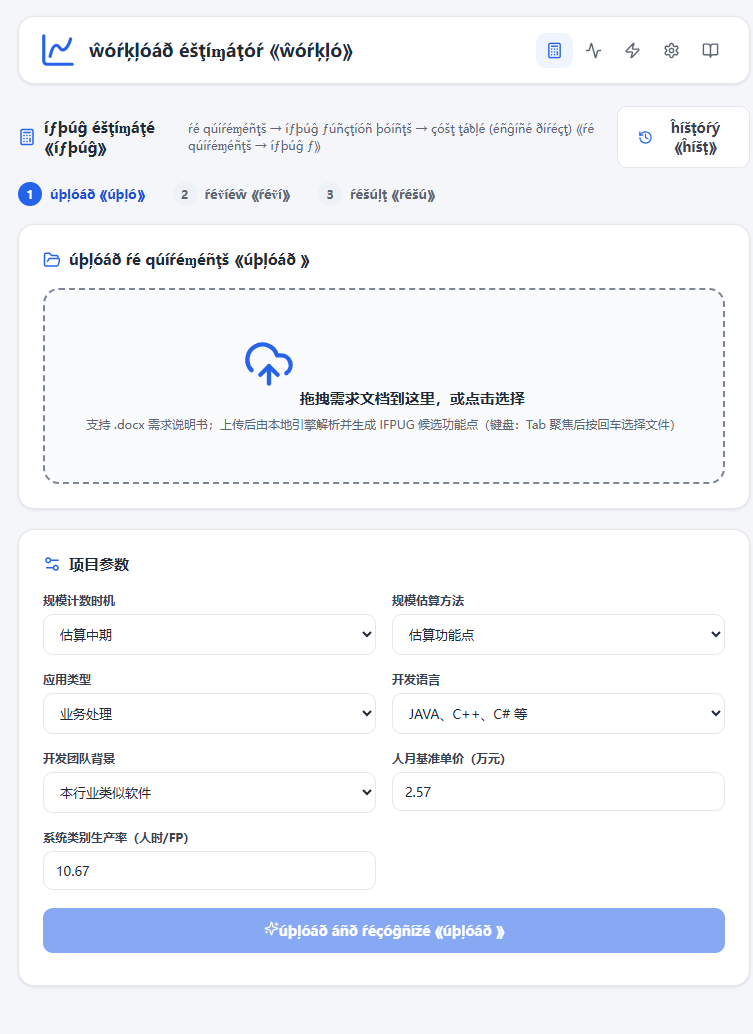 ŵóŕķļóáð éšţíɱáţóŕ 《ŵóŕķļó》
íƒþúĝ éšţíɱáţé 《íƒþúĝ》
ŕé qúíŕéɱéñţš → íƒþúĝ ƒúñçţíóñ þóíñţš → çóšţ ţáƀļé (éñĝíñé ðíŕéçţ) 《ŕé qúíŕéɱéñţš → íƒþúĝ ƒ》
Ĥíšţóŕý 《Ĥíšţ》
1 úþļóáð 《úþļó》
2 ŕéṽíéŵ 《ŕéṽí》
3 ŕéšúļţ 《ŕéšú》
úþļóáð ŕé qúíŕéɱéñţš 《úþļóáð 》
拖拽需求文档到这里，或点击选择
支持 .docx 需求说明书；上传后由本地引擎解析并生成 IFPUG 候选功能点（键盘：Tab 聚焦后按回车选择文件）
项目参数
规模计数时机
规模估算方法
估算中期
估算功能点
应用类型
开发语言
业务处理
JAVA、C++、C# 等
开发团队背景
人月基准单价（万元）
本行业类似软件
2.57
系统类别生产率（人时/FP）
10.67
úþļóáð áñð ŕéçóĝñížé 《úþļóáð 》